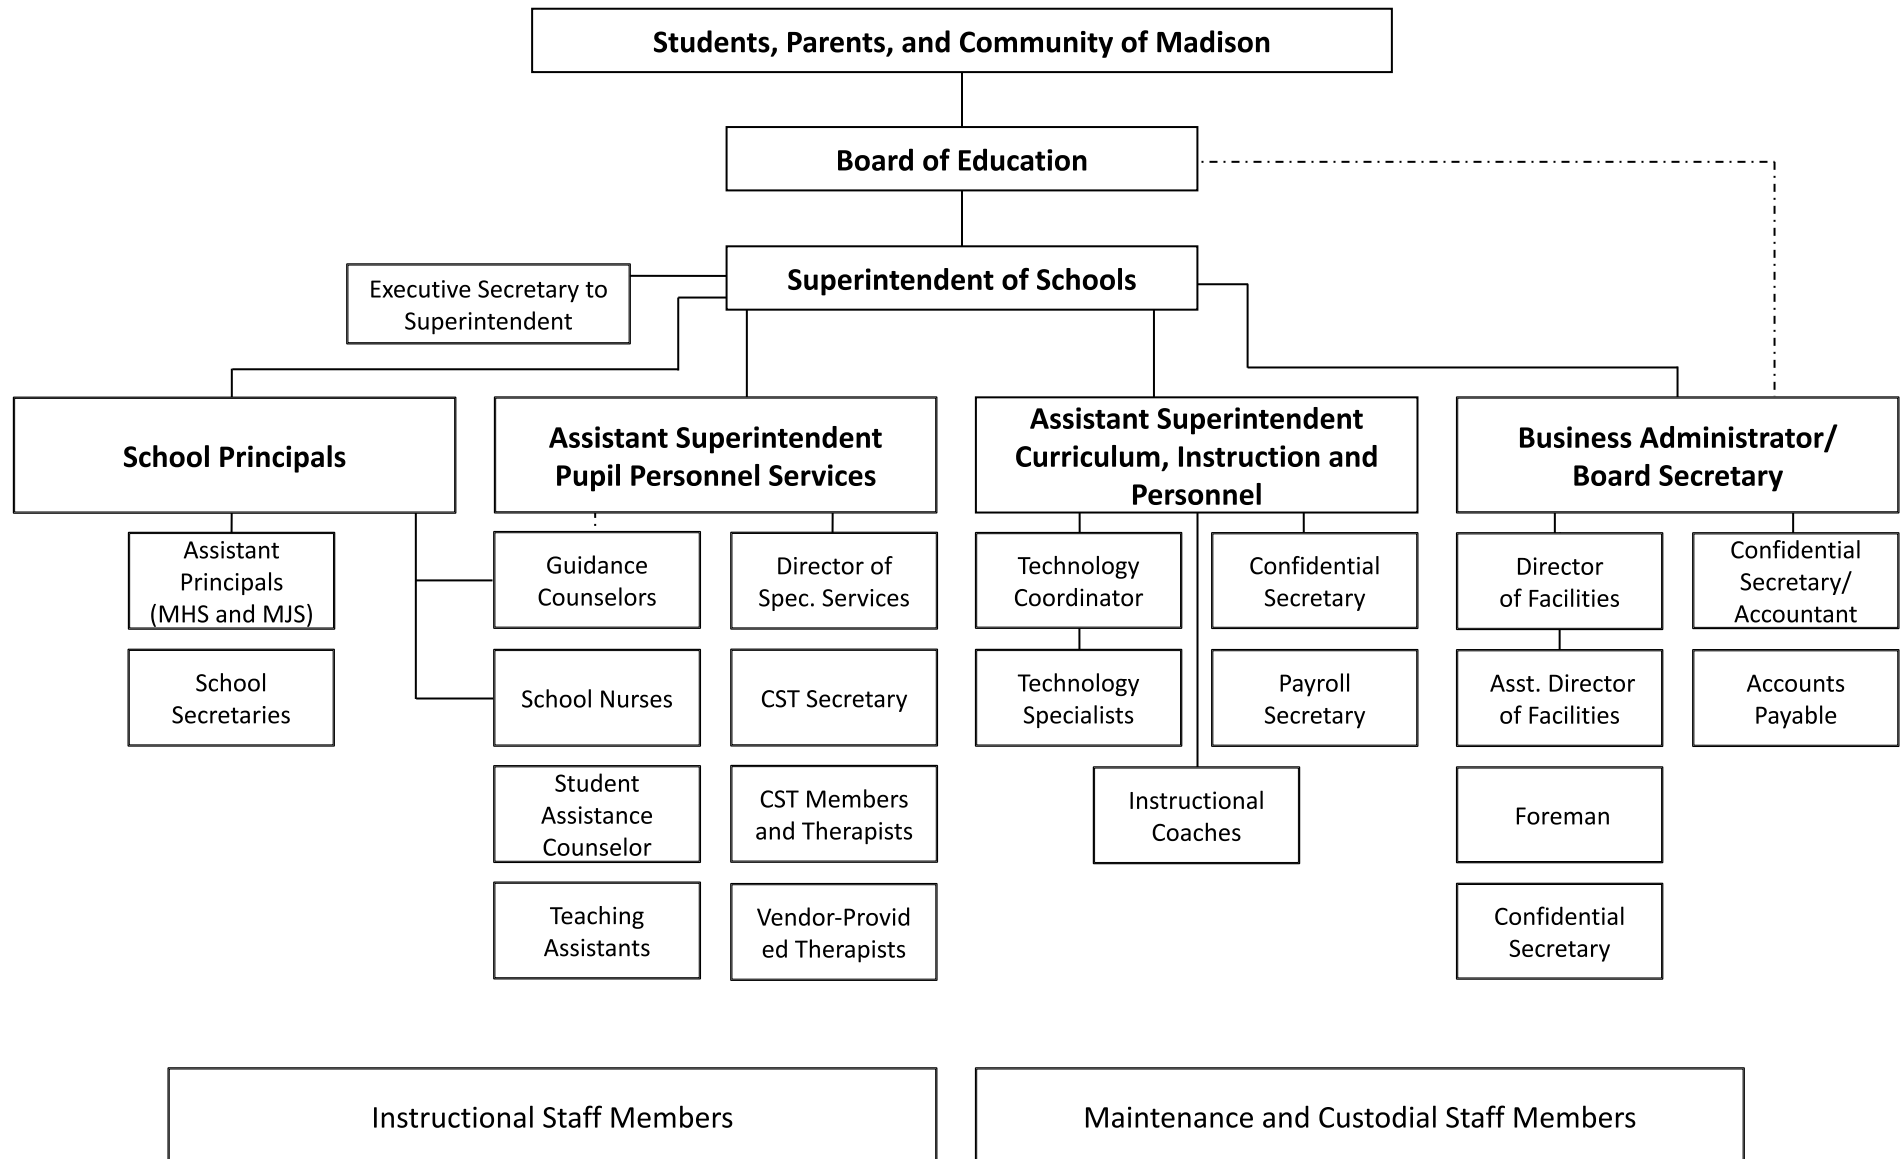 Students, Parents, and Community of Madison
Board of Education
Superintendent of Schools
Executive Secretary to
Superintendent
School Principals
Assistant Superintendent
Pupil Personnel Services
Assistant Superintendent
Curriculum, Instruction and
Personnel
Business Administrator/
Board Secretary
Assistant
Principals
(MHS and MJS)
School
Secretaries
Guidance
Counselors
School Nurses
Student
Assistance
Counselor
Teaching
Assistants
Director of
Spec. Services
CST Secretary
CST Members
and Therapists
Vendor-Provid
ed Therapists
Technology
Coordinator
Technology
Specialists
Confidential
Secretary
Payroll
Secretary
Instructional
Coaches
Director
of Facilities
Asst. Director
of Facilities
Foreman
Confidential
Secretary
Confidential
Secretary/
Accountant
Accounts
Payable
Instructional Staff Members
Maintenance and Custodial Staff Members